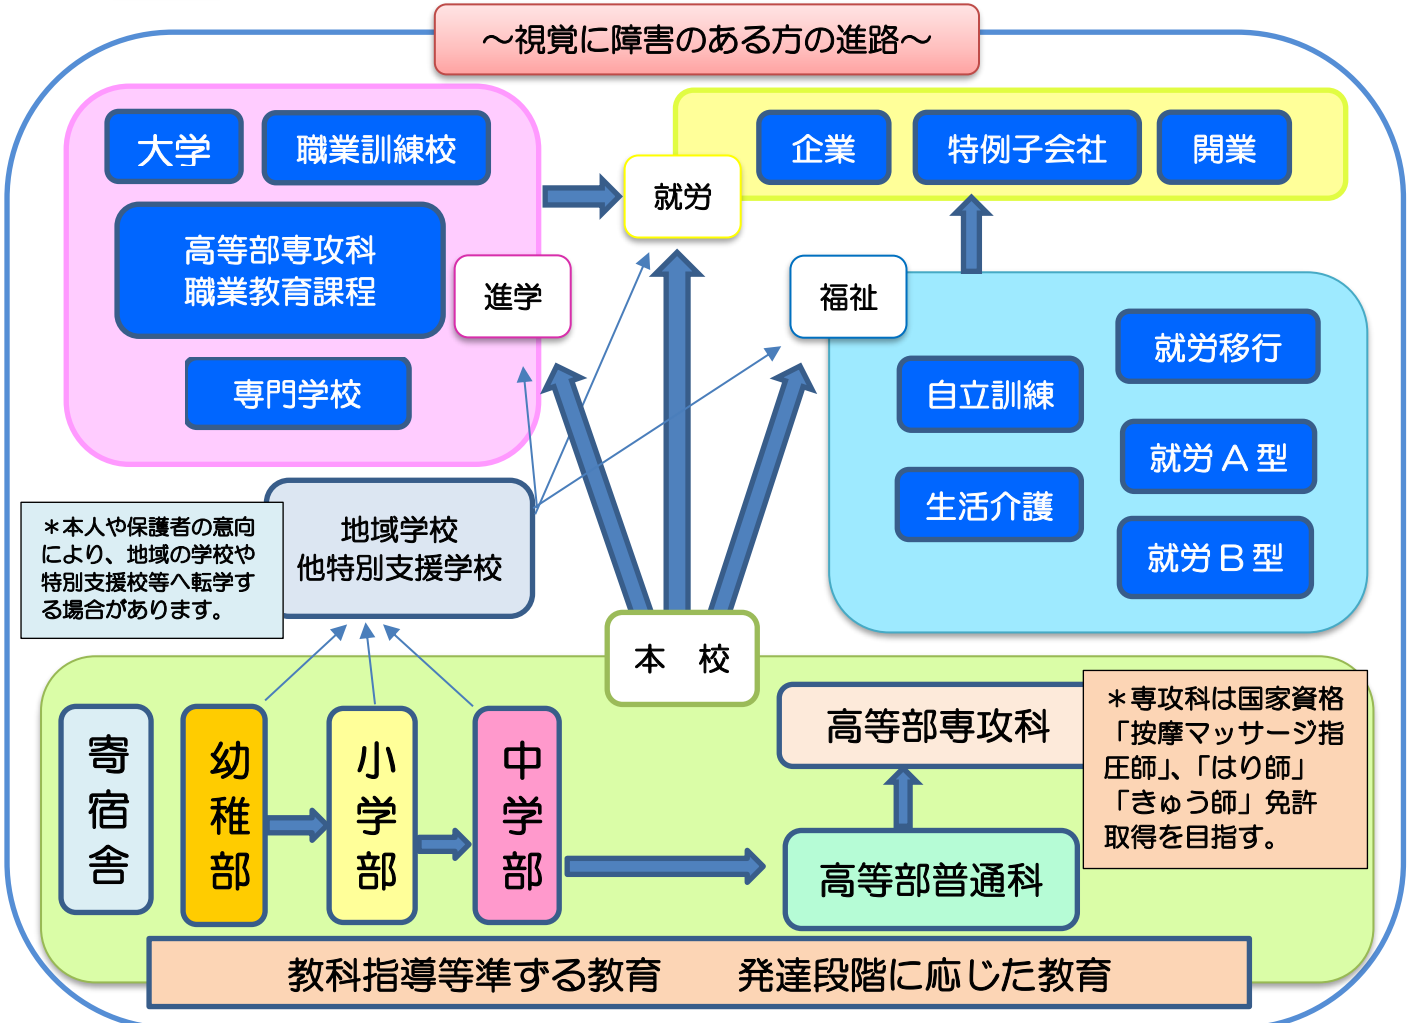 ～視覚に障害のある方の進路～
大学
職業訓練校
高等部専攻科
職業教育課程
専門学校
進学
就労
企業
特例子会社
開業
福祉
就労移行
自立訓練
就労Ａ型
生活介護
就労Ｂ型
地域学校
他特別支援学校
＊本人や保護者の意向
により、地域の学校や
特別支援校等へ転学す
る場合があります。
本　校
寄宿舎
幼稚部
小学部
中学部
高等部専攻科
高等部普通科
＊専攻科は国家資格
「按摩マッサージ指
圧師」、「はり師」
「きゅう師」免許
取得を目指す。
教科指導等準ずる教育　　発達段階に応じた教育